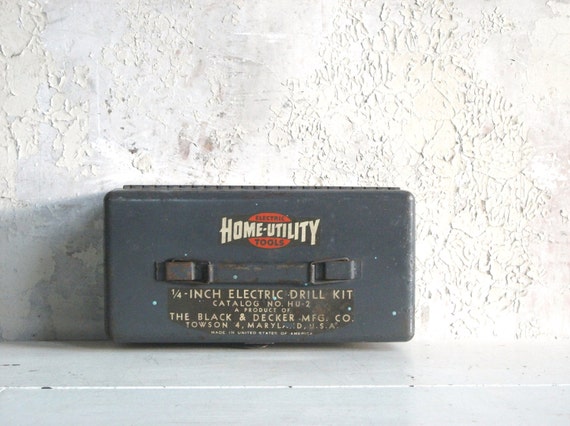 ELECTRIC
HOME-UTILITY
TOOLS
1/4-INCH ELECTRIC DRILL KIT
CATALOG NO. HU-2
A PRODUCT OF
THE BLACK & DECKER MFG. CO.
TOWSON 4, MARYLAND, U.S.A.
MADE IN UNITED STATES OF AMERICA